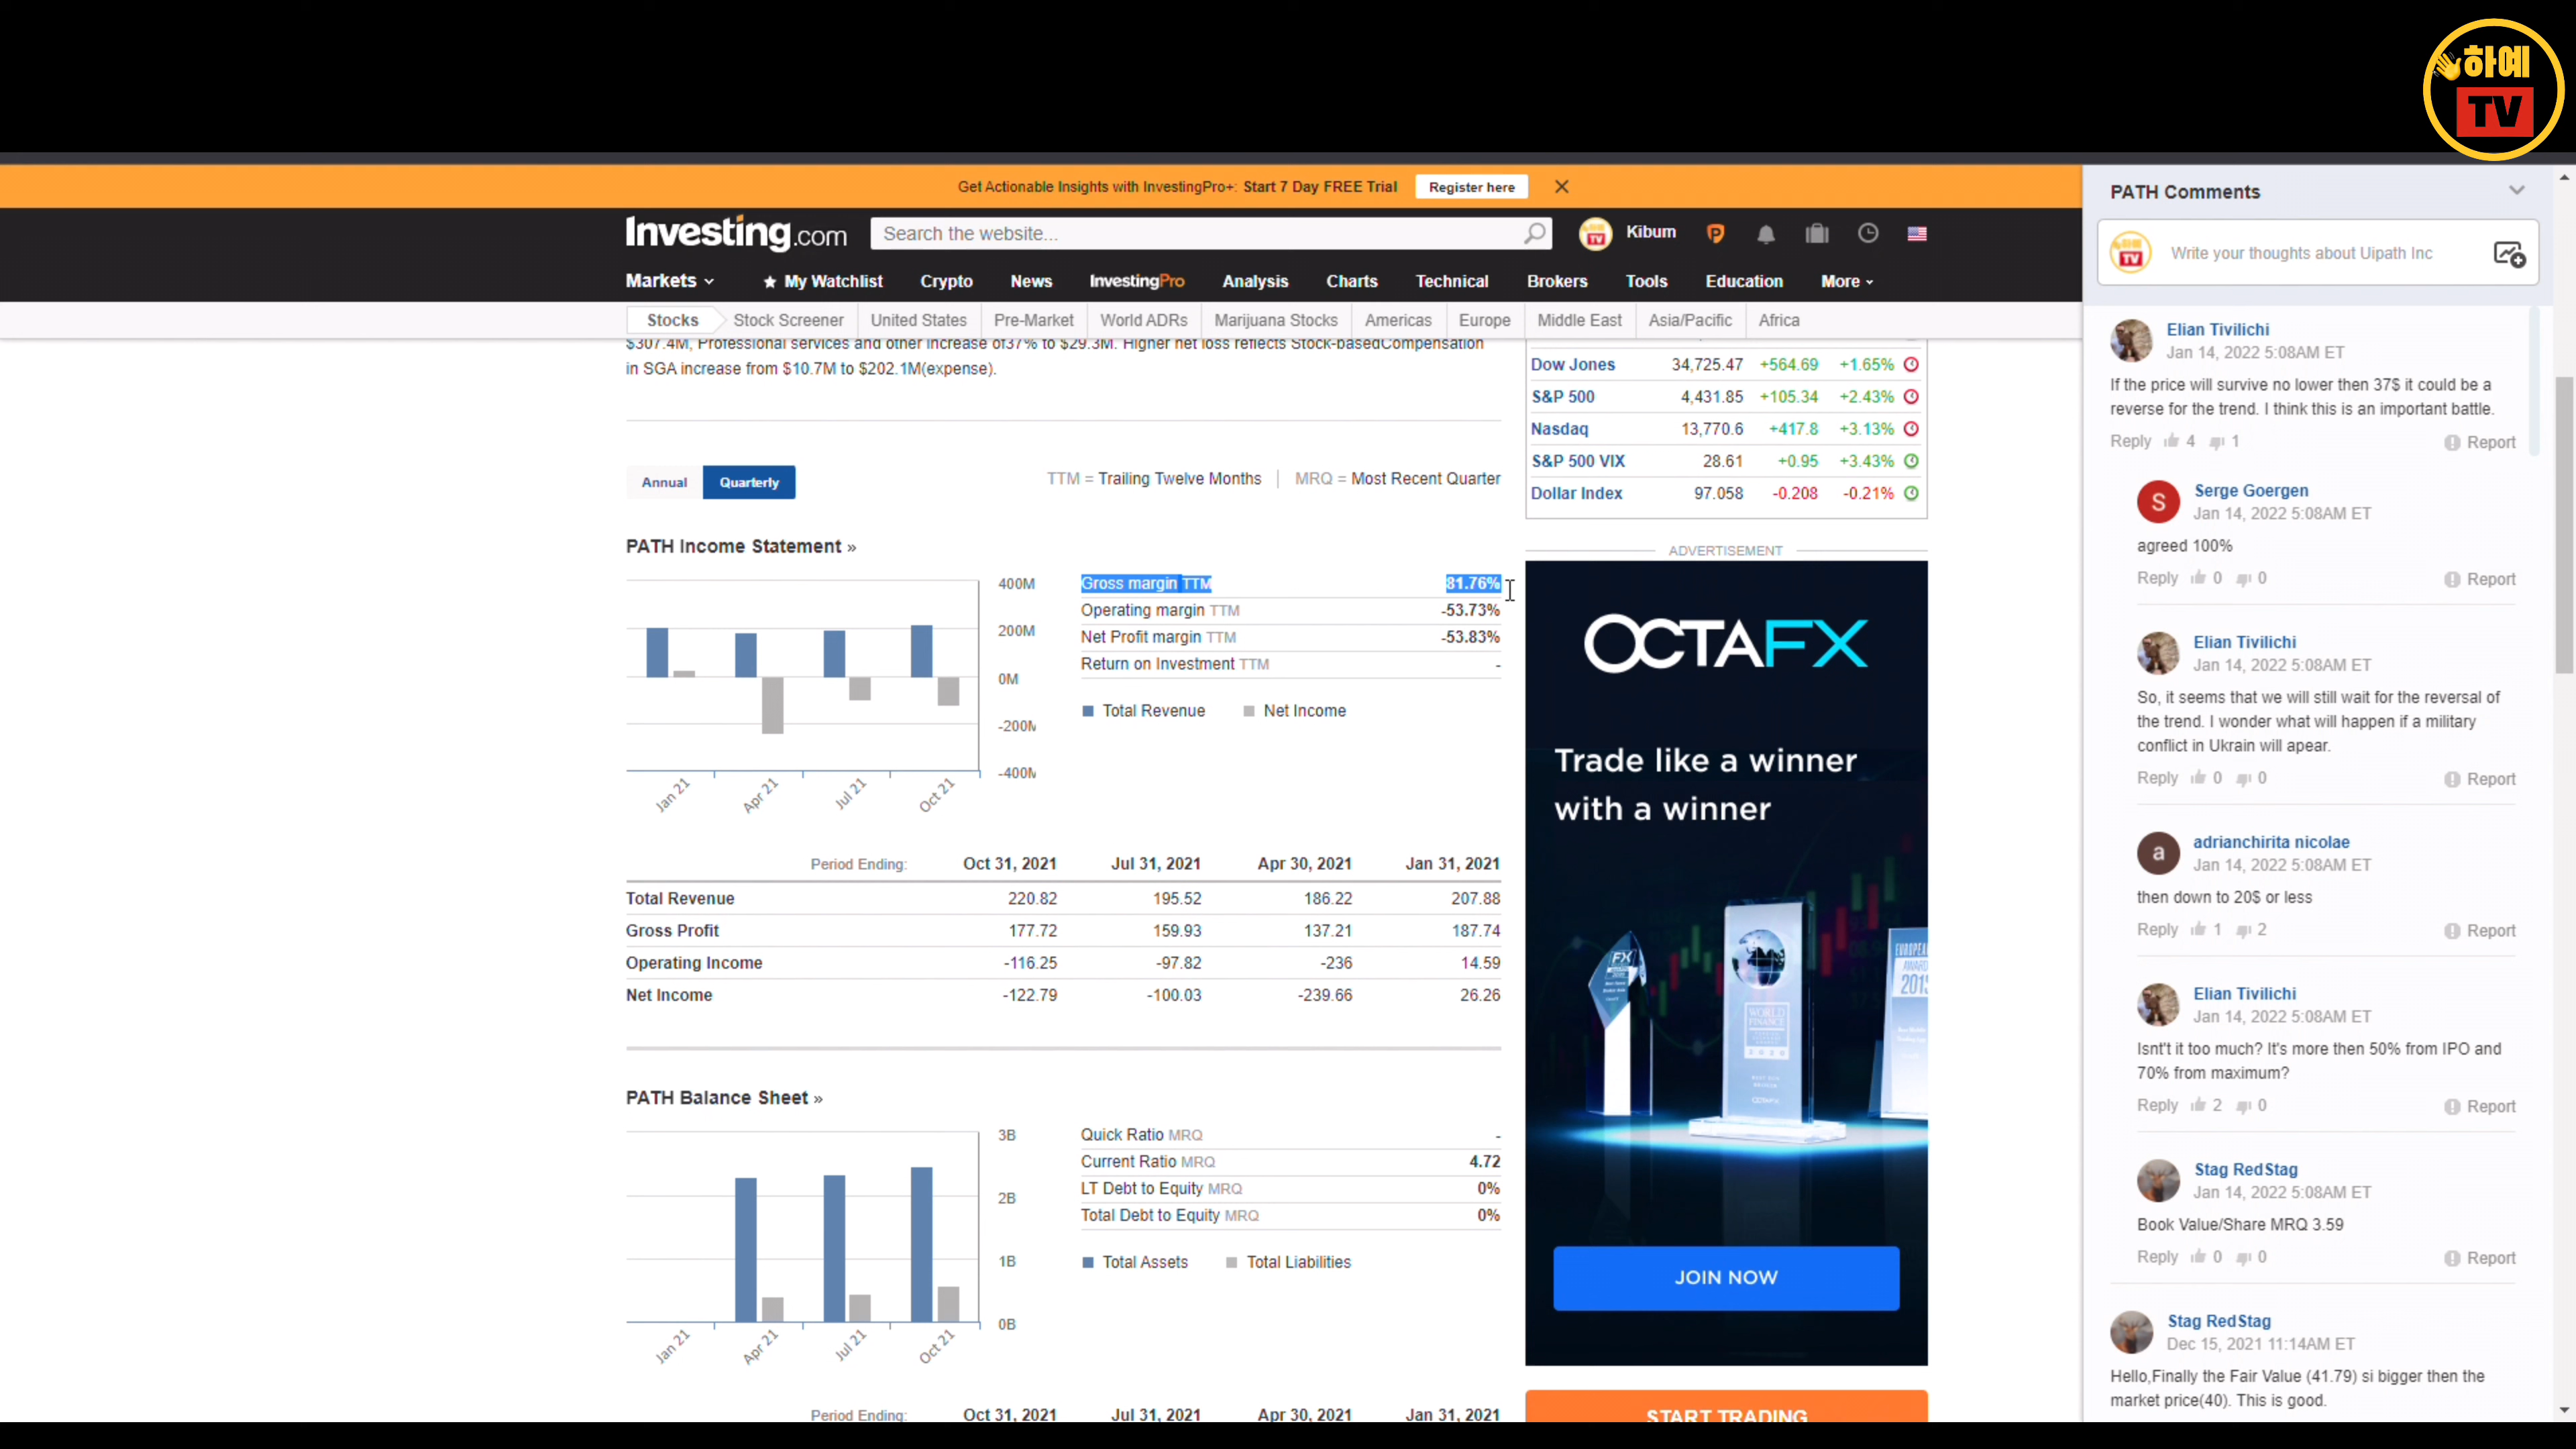 하예
TV
Get Actionable Insights with InvestingPro+: Start 7 Day FREE Trial
Register here
Investing.com
Search the website...
Kibum
Markets
My Watchlist
Crypto
News
InvestingPro
Analysis
Charts
Technical
Brokers
Tools
Education
More
Stocks
Stock Screener
United States
Pre-Market
World ADRs
Marijuana Stocks
Americas
Europe
Middle East
Asia/Pacific
Africa
$307.4M, Professional services and other increase of37% to $29.3M. Higher net loss reflects Stock-basedCompensation
in SGA increase from $10.7M to $202.1M(expense).
Annual
Quarterly
TTM = Trailing Twelve Months | MRQ = Most Recent Quarter
PATH Income Statement »
400M
200M
0M
-200M
-400M
Jan 21
Apr 21
Jul 21
Oct 21
Gross margin TTM 81.76%
Operating margin TTM -53.73%
Net Profit margin TTM -53.83%
Return on Investment TTM -
Total Revenue
Net Income
Period Ending: Oct 31, 2021 Jul 31, 2021 Apr 30, 2021 Jan 31, 2021
Total Revenue 220.82 195.52 186.22 207.88
Gross Profit 177.72 159.93 137.21 187.74
Operating Income -116.25 -97.82 -236 14.59
Net Income -122.79 -100.03 -239.66 26.26
PATH Balance Sheet »
3B
2B
1B
0B
Jan 21
Apr 21
Jul 21
Oct 21
Quick Ratio MRQ -
Current Ratio MRQ 4.72
LT Debt to Equity MRQ 0%
Total Debt to Equity MRQ 0%
Total Assets
Total Liabilities
Period Ending: Oct 31, 2021 Jul 31, 2021 Apr 30, 2021 Jan 31, 2021
Dow Jones 34,725.47 +564.69 +1.65%
S&P 500 4,431.85 +105.34 +2.43%
Nasdaq 13,770.6 +417.8 +3.13%
S&P 500 VIX 28.61 +0.95 +3.43%
Dollar Index 97.058 -0.208 -0.21%
ADVERTISEMENT
OCTAFX
Trade like a winner
with a winner
FX
WORLD
FINANCE
EUROPEAN
2019
JOIN NOW
START TRADING
PATH Comments
Write your thoughts about Uipath Inc
Elian Tivilichi
Jan 14, 2022 5:08AM ET
If the price will survive no lower then 37$ it could be a
reverse for the trend. I think this is an important battle.
Reply 4 1 Report
S
Serge Goergen
Jan 14, 2022 5:08AM ET
agreed 100%
Reply 0 0 Report
Elian Tivilichi
Jan 14, 2022 5:08AM ET
So, it seems that we will still wait for the reversal of
the trend. I wonder what will happen if a military
conflict in Ukrain will apear.
Reply 0 0 Report
a
adrianchirita nicolae
Jan 14, 2022 5:08AM ET
then down to 20$ or less
Reply 1 2 Report
Elian Tivilichi
Jan 14, 2022 5:08AM ET
Isnt't it too much? It's more then 50% from IPO and
70% from maximum?
Reply 2 0 Report
Stag RedStag
Jan 14, 2022 5:08AM ET
Book Value/Share MRQ 3.59
Reply 0 0 Report
Stag RedStag
Dec 15, 2021 11:14AM ET
Hello,Finally the Fair Value (41.79) si bigger then the
market price(40). This is good.